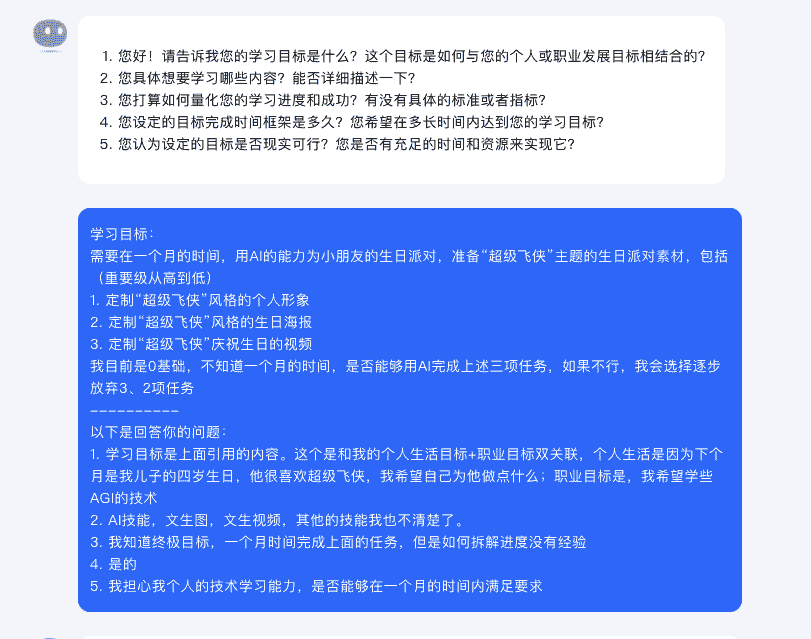 1. 您好！请告诉我您的学习目标是什么？这个目标是如何与您的个人或职业发展目标相结合的？
2. 您具体想要学习哪些内容？能否详细描述一下？
3. 您打算如何量化您的学习进度和成功？有没有具体的标准或者指标？
4. 您设定的目标完成时间框架是多久？您希望在多长时间内达到您的学习目标？
5. 您认为设定的目标是否现实可行？您是否有充足的时间和资源来实现它？
学习目标：
需要在一个月的时间，用AI的能力为小朋友的生日派对，准备“超级飞侠”主题的生日派对素材，包括
（重要级从高到低）
1. 定制“超级飞侠”风格的个人形象
2. 定制“超级飞侠”风格的生日海报
3. 定制“超级飞侠”庆祝生日的视频
我目前是0基础，不知道一个月的时间，是否能够用AI完成上述三项任务，如果不行，我会选择逐步
放弃3、2项任务
----------
以下是回答你的问题：
1. 学习目标是上面引用的内容。这个是和我的个人生活目标+职业目标双关联，个人生活是因为下个
月是我儿子的四岁生日，他很喜欢超级飞侠，我希望自己为他做点什么；职业目标是，我希望学些
AGI的技术
2. AI技能，文生图，文生视频，其他的技能我也不清楚了。
3. 我知道终极目标，一个月时间完成上面的任务，但是如何拆解进度没有经验
4. 是的
5. 我担心我个人的技术学习能力，是否能够在一个月的时间内满足要求